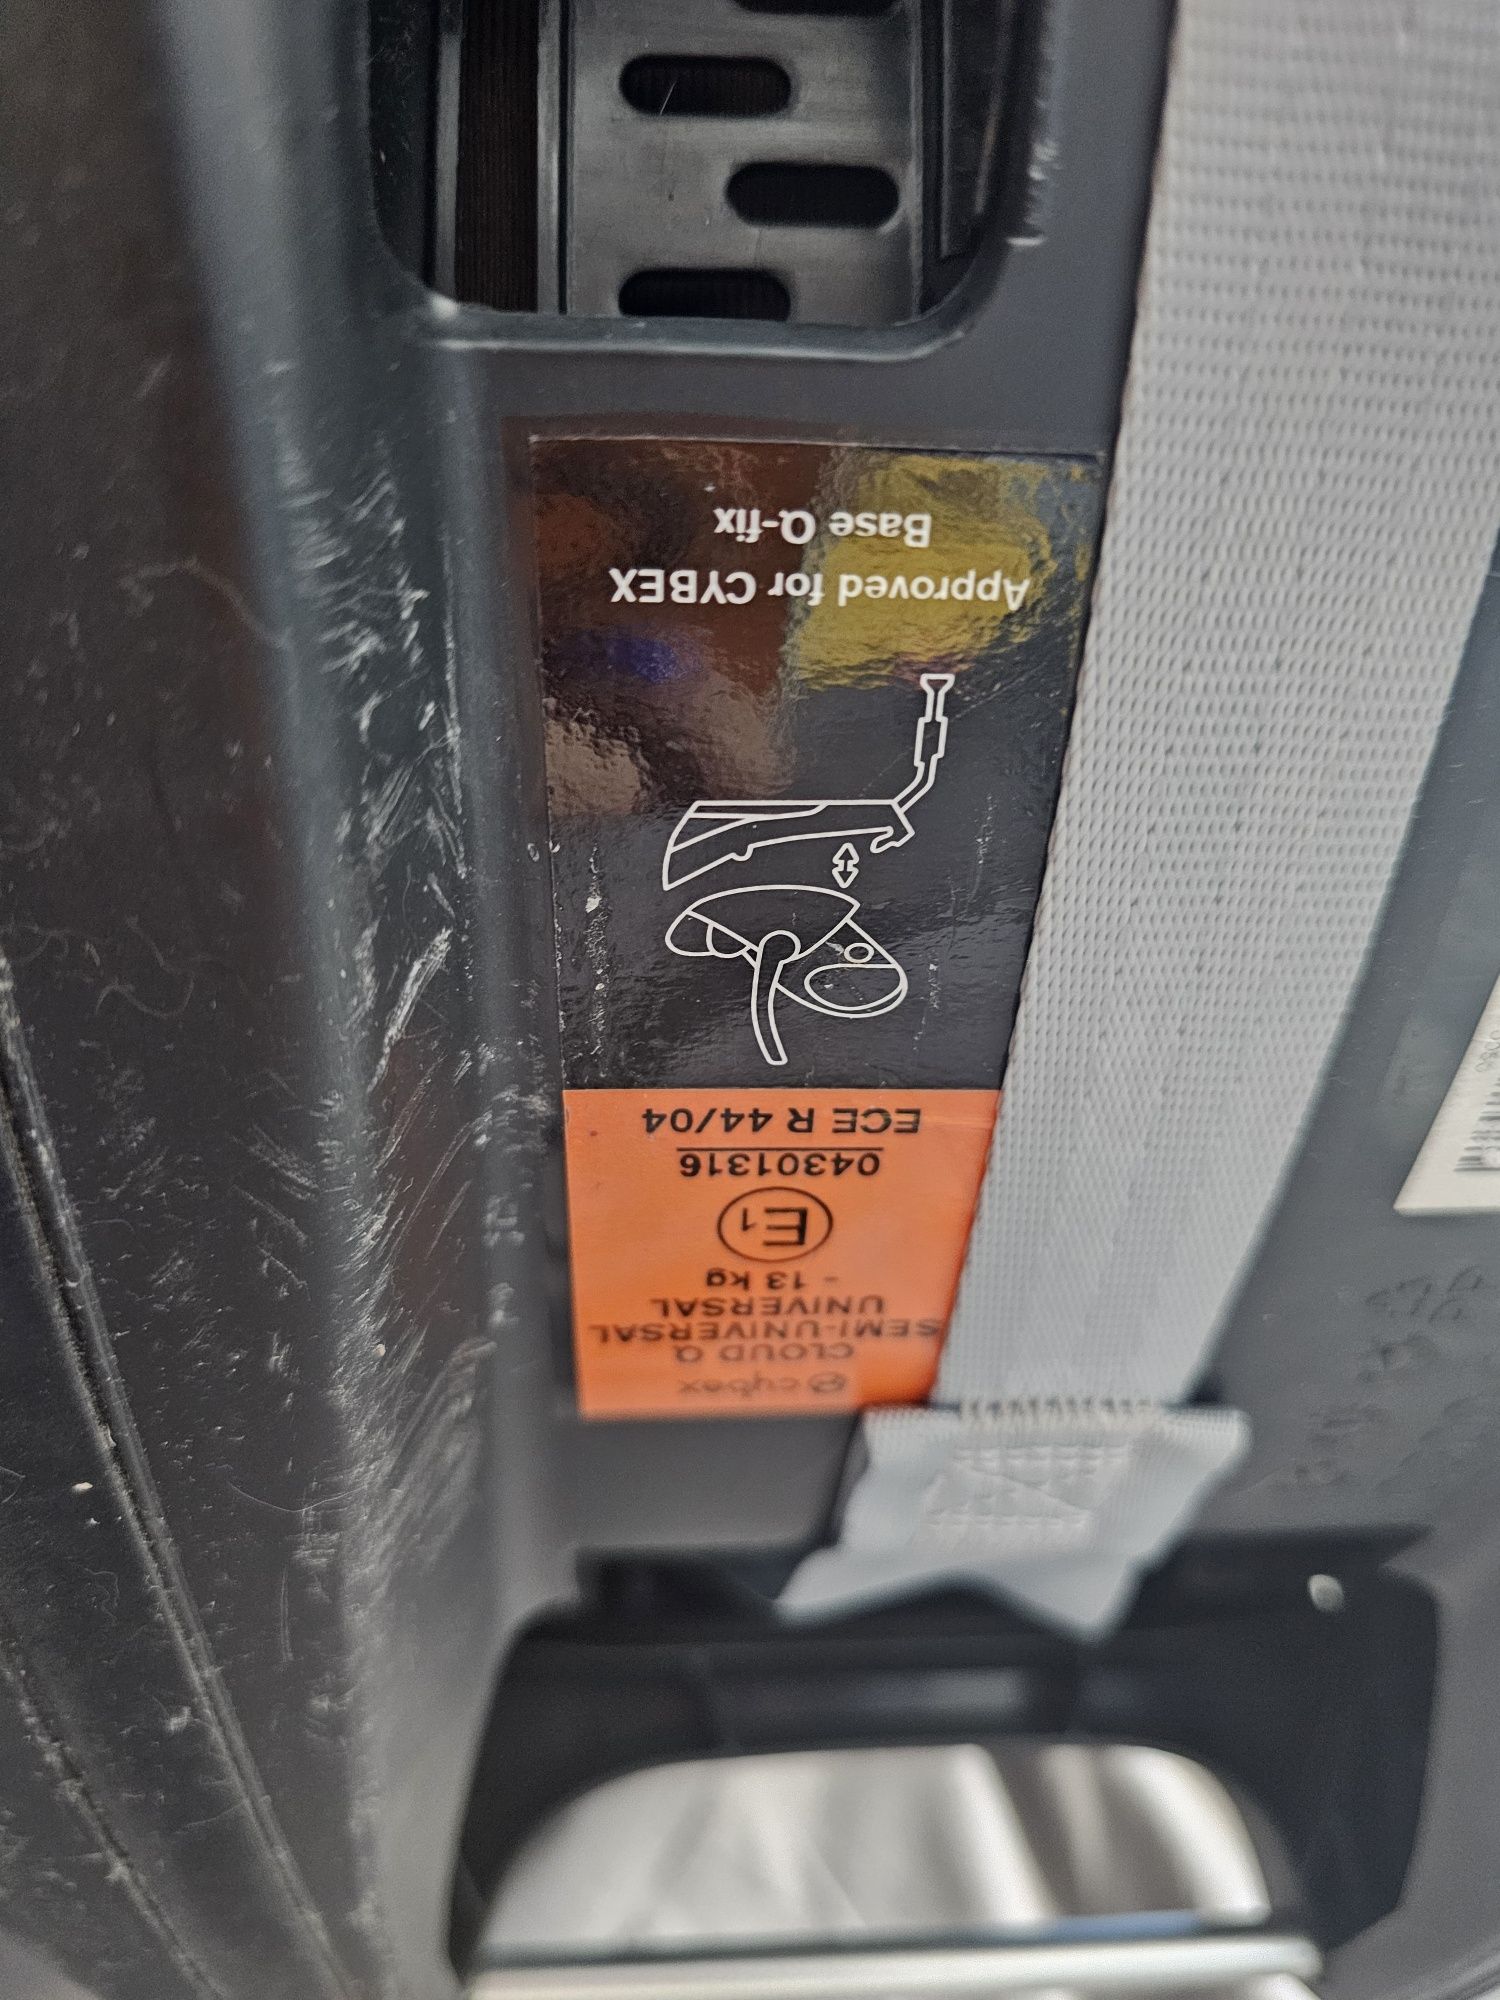 cybex
CLOUD Q
SEMI-UNIVERSAL
UNIVERSAL
- 13 kg
E1
04301316
ECE R 44/04
Approved for CYBEX
Base Q-fix